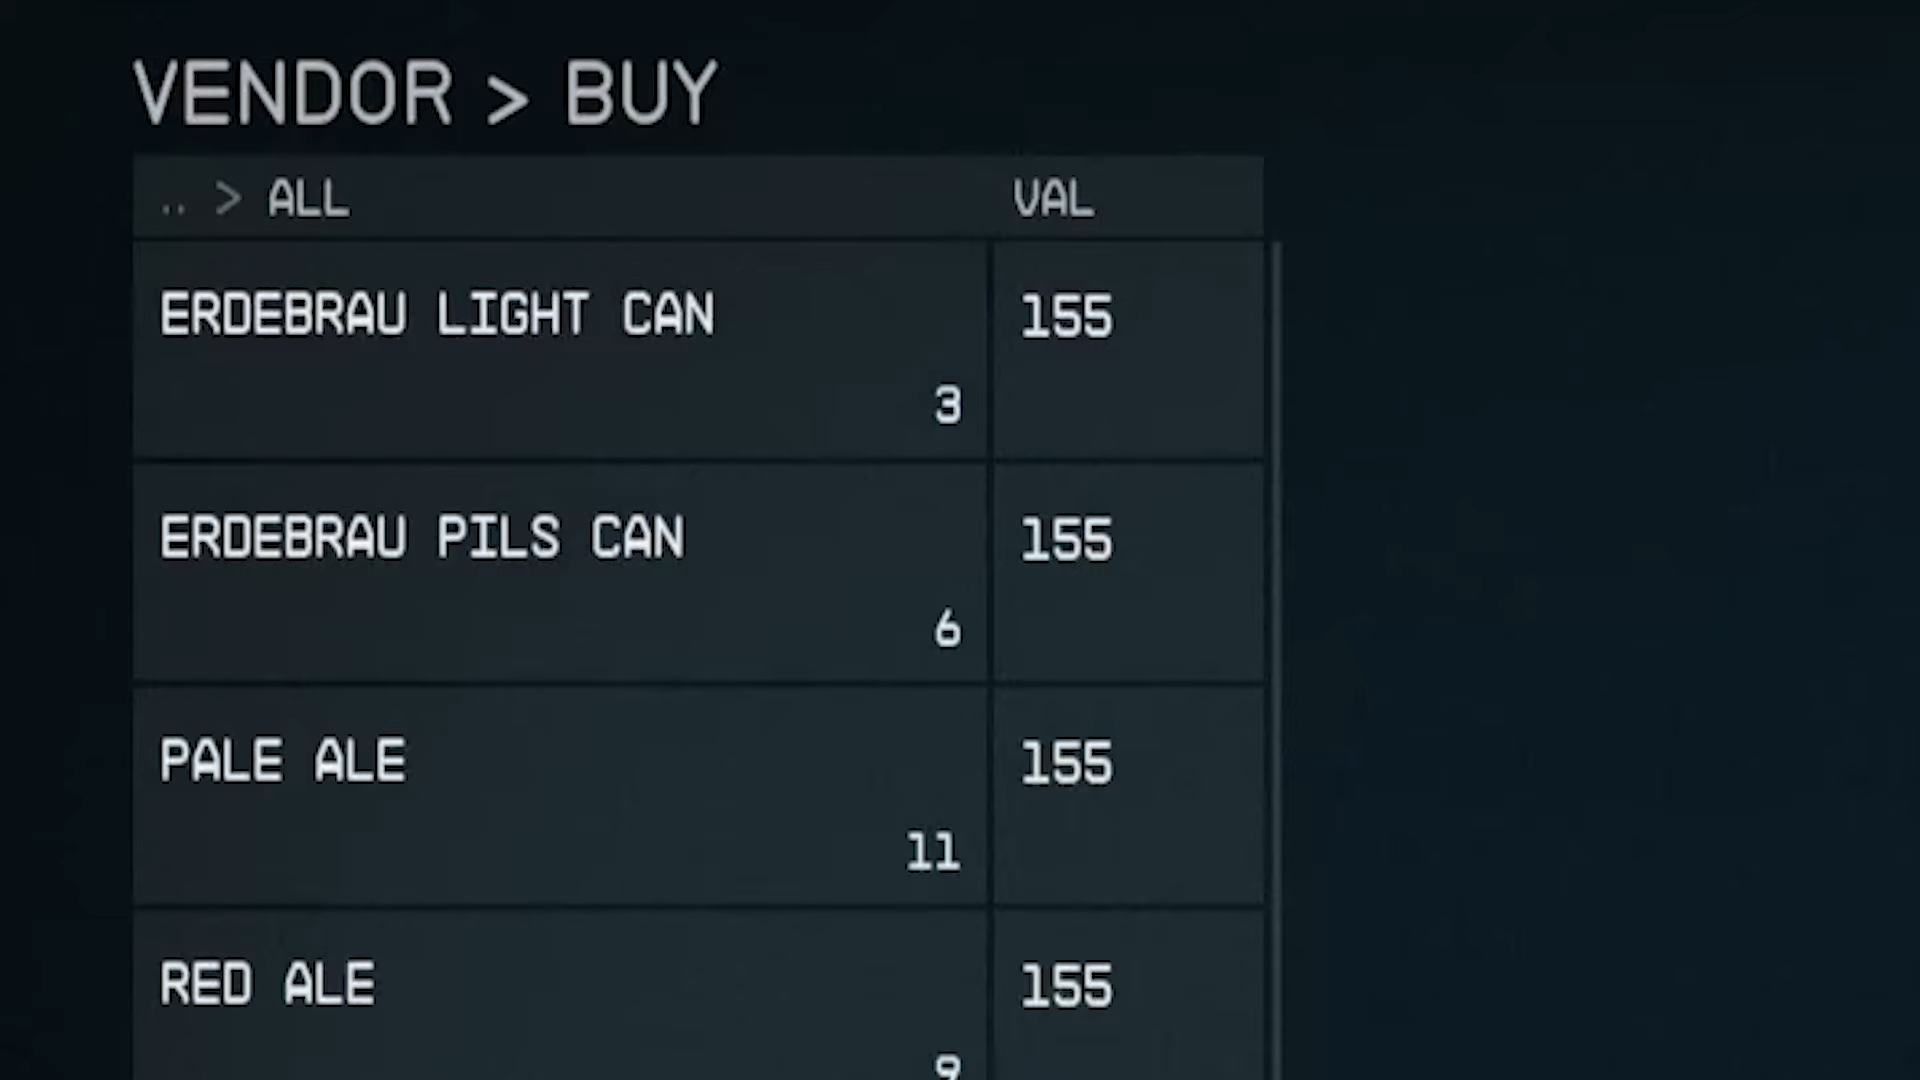 VENDOR > BUY
.. > ALL VAL
ERDEBRAU LIGHT CAN 155
3
ERDEBRAU PILS CAN 155
6
PALE ALE 155
11
RED ALE 155
9